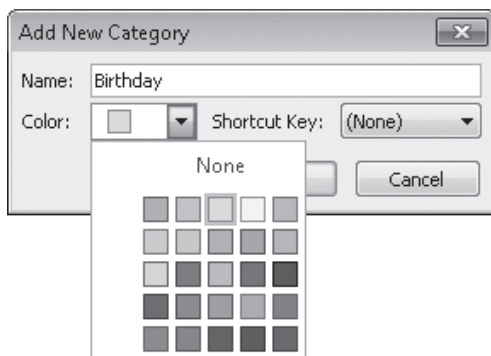 Add New Category
Name: Birthday
Color: Shortcut Key: (None)
None
Cancel